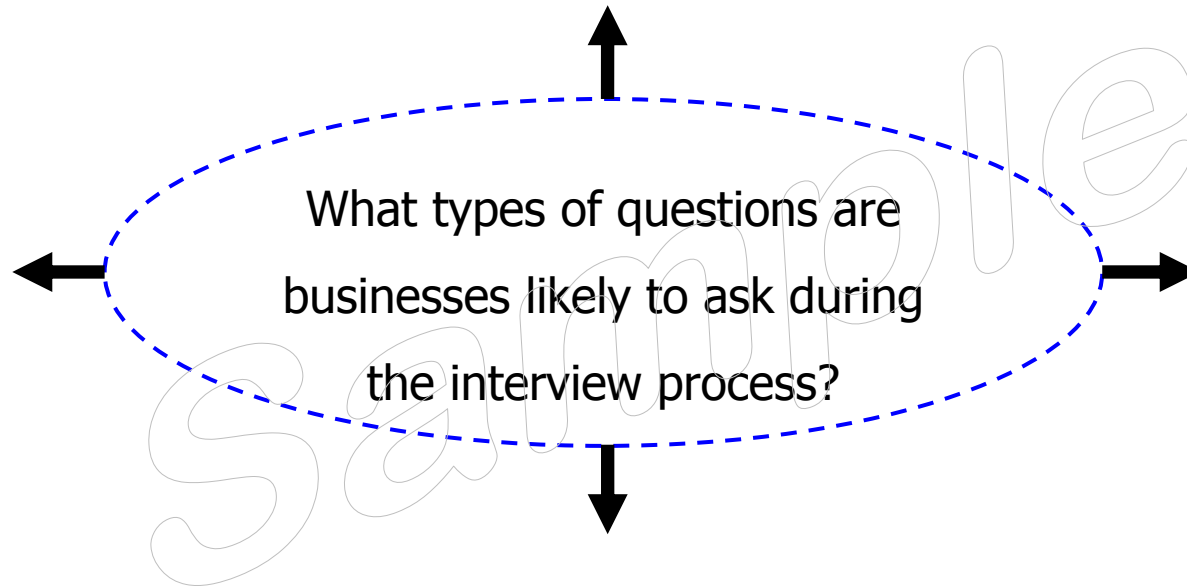 What types of questions are
businesses likely to ask during
the interview process?
Sample